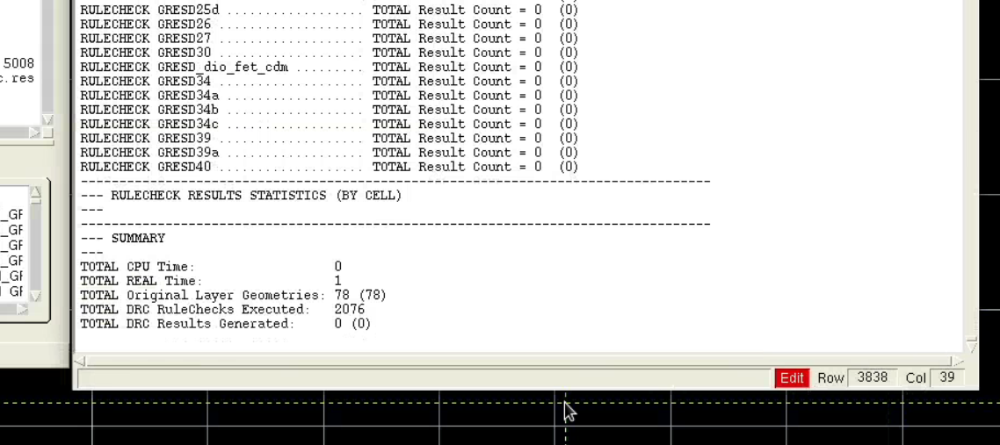 5008
c.res
_GF
_GF
_GF
_GF
GF
GF
RULECHECK GRESD25d .................. TOTAL Result Count = 0 (0)
RULECHECK GRESD26 ................... TOTAL Result Count = 0 (0)
RULECHECK GRESD27 ................... TOTAL Result Count = 0 (0)
RULECHECK GRESD30 ................... TOTAL Result Count = 0 (0)
RULECHECK GRESD_dio_fet_cdm ......... TOTAL Result Count = 0 (0)
RULECHECK GRESD34 ................... TOTAL Result Count = 0 (0)
RULECHECK GRESD34a .................. TOTAL Result Count = 0 (0)
RULECHECK GRESD34b .................. TOTAL Result Count = 0 (0)
RULECHECK GRESD34c .................. TOTAL Result Count = 0 (0)
RULECHECK GRESD39 ................... TOTAL Result Count = 0 (0)
RULECHECK GRESD39a .................. TOTAL Result Count = 0 (0)
RULECHECK GRESD40 ................... TOTAL Result Count = 0 (0)
----------------------------------------------------------------------------------
--- RULECHECK RESULTS STATISTICS (BY CELL)
---
----------------------------------------------------------------------------------
--- SUMMARY
---
TOTAL CPU Time: 0
TOTAL REAL Time: 1
TOTAL Original Layer Geometries: 78 (78)
TOTAL DRC RuleChecks Executed: 2076
TOTAL DRC Results Generated: 0 (0)
Edit Row 3838 Col 39